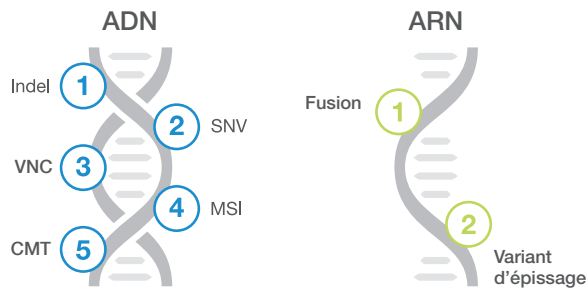 ADN
Indel 1
2 SNV
VNC 3
4 MSI
CMT 5
ARN
Fusion 1
2
Variant
d'épissage